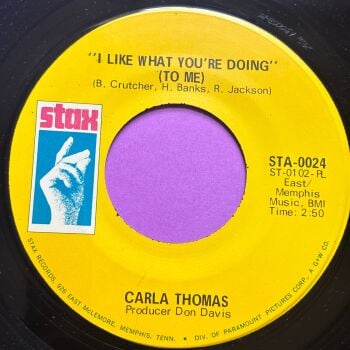 "I LIKE WHAT YOU'RE DOING"
(TO ME)
(B. Crutcher, H. Banks, R. Jackson)
stax
STA-0024
ST-0102-PL
East/
Memphis
Music, BMI
Time: 2:50
CARLA THOMAS
Producer Don Davis
STAX RECORDS, 926 EAST McLEMORE, MEMPHIS, TENN. • DIV. OF PARAMOUNT PICTURES CORP. A G+W CO.